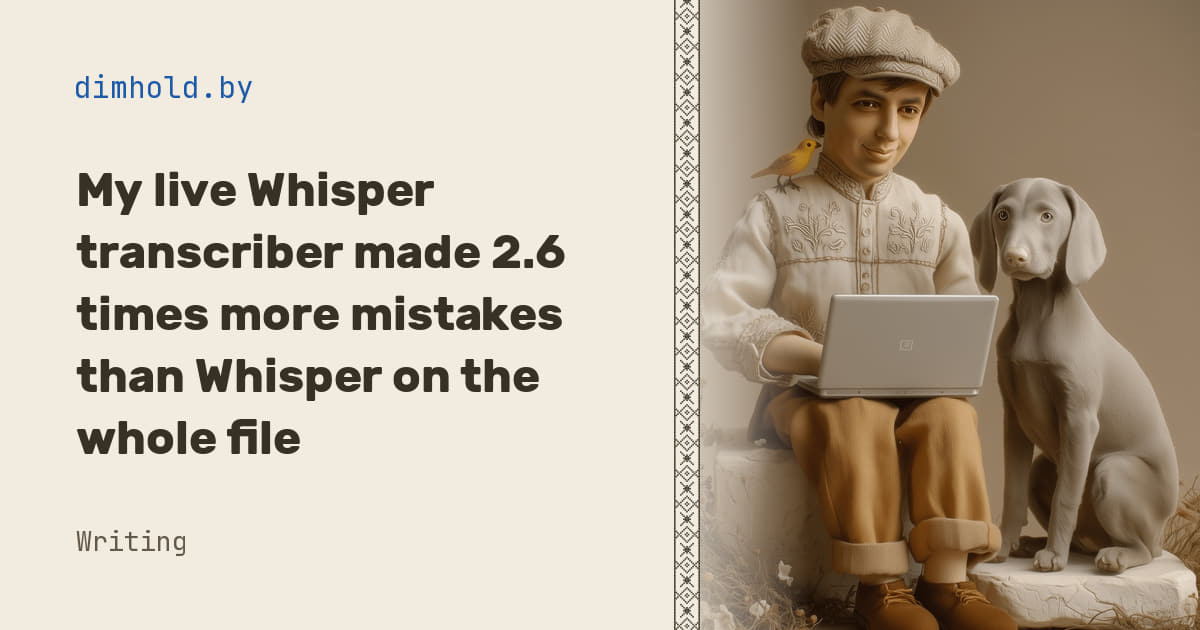 dimhold.by
My live Whisper
transcriber made 2.6
times more mistakes
than Whisper on the
whole file
Writing